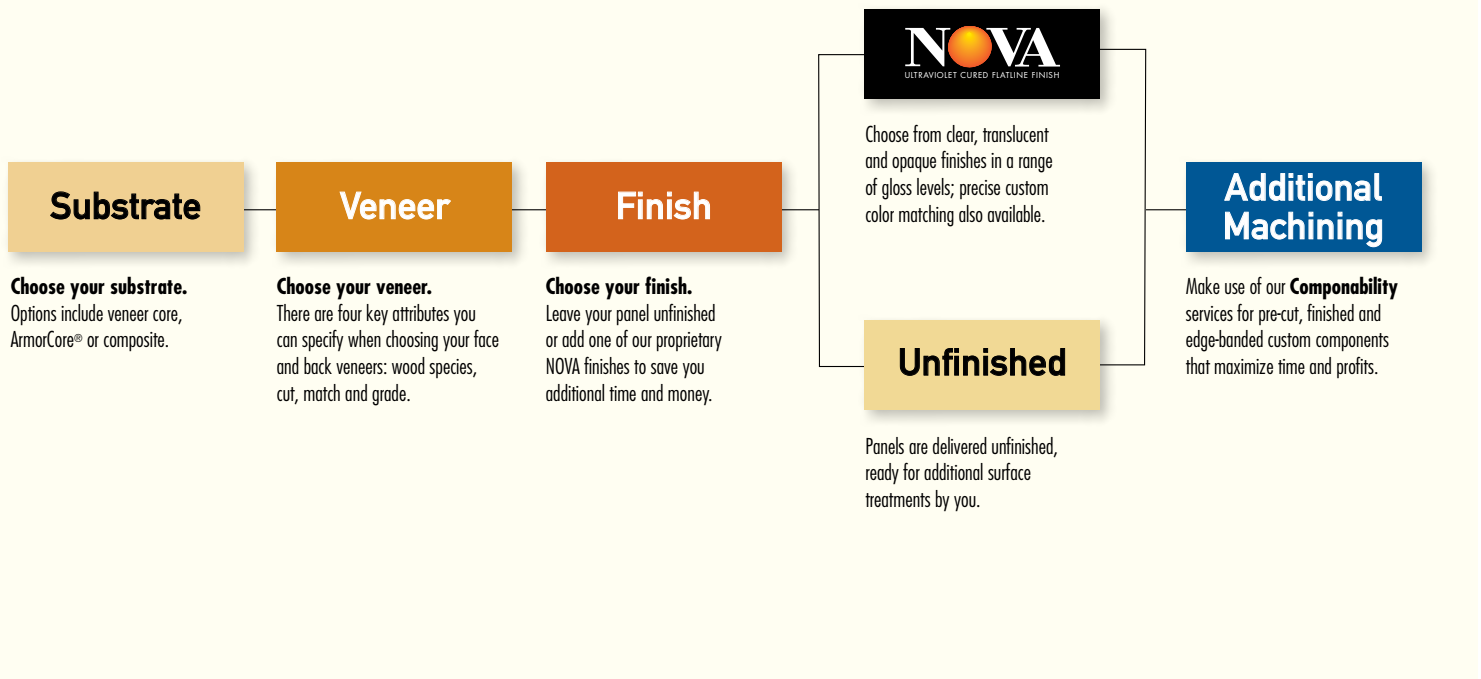 Substrate
Choose your substrate.
Options include veneer core,
ArmorCore® or composite.
Veneer
Choose your veneer.
There are four key attributes you
can specify when choosing your face
and back veneers: wood species,
cut, match and grade.
Finish
Choose your finish.
Leave your panel unfinished
or add one of our proprietary
NOVA finishes to save you
additional time and money.
NOVA
ULTRAVIOLET CURED FLATLINE FINISH
Choose from clear, translucent
and opaque finishes in a range
of gloss levels; precise custom
color matching also available.
Unfinished
Panels are delivered unfinished,
ready for additional surface
treatments by you.
Additional
Machining
Make use of our Componability
services for pre-cut, finished and
edge-banded custom components
that maximize time and profits.